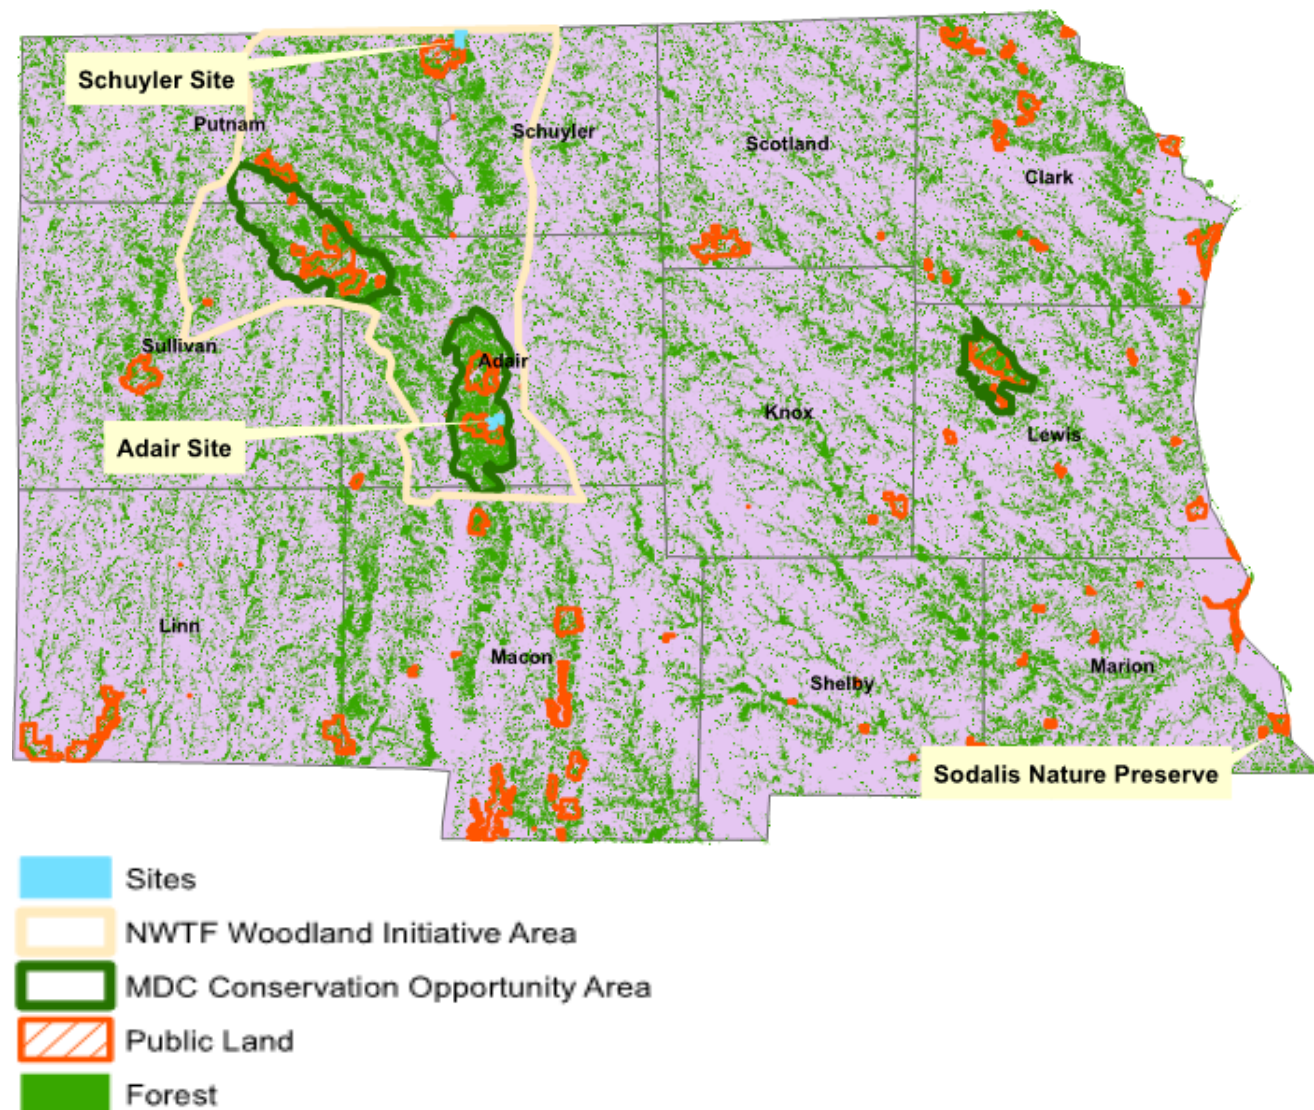 Schuyler Site
Putnam
Schuyler
Scotland
Clark
Sullivan
Adair
Knox
Lewis
Adair Site
Linn
Macon
Shelby
Marion
Sodalis Nature Preserve
Sites
NWTF Woodland Initiative Area
MDC Conservation Opportunity Area
Public Land
Forest